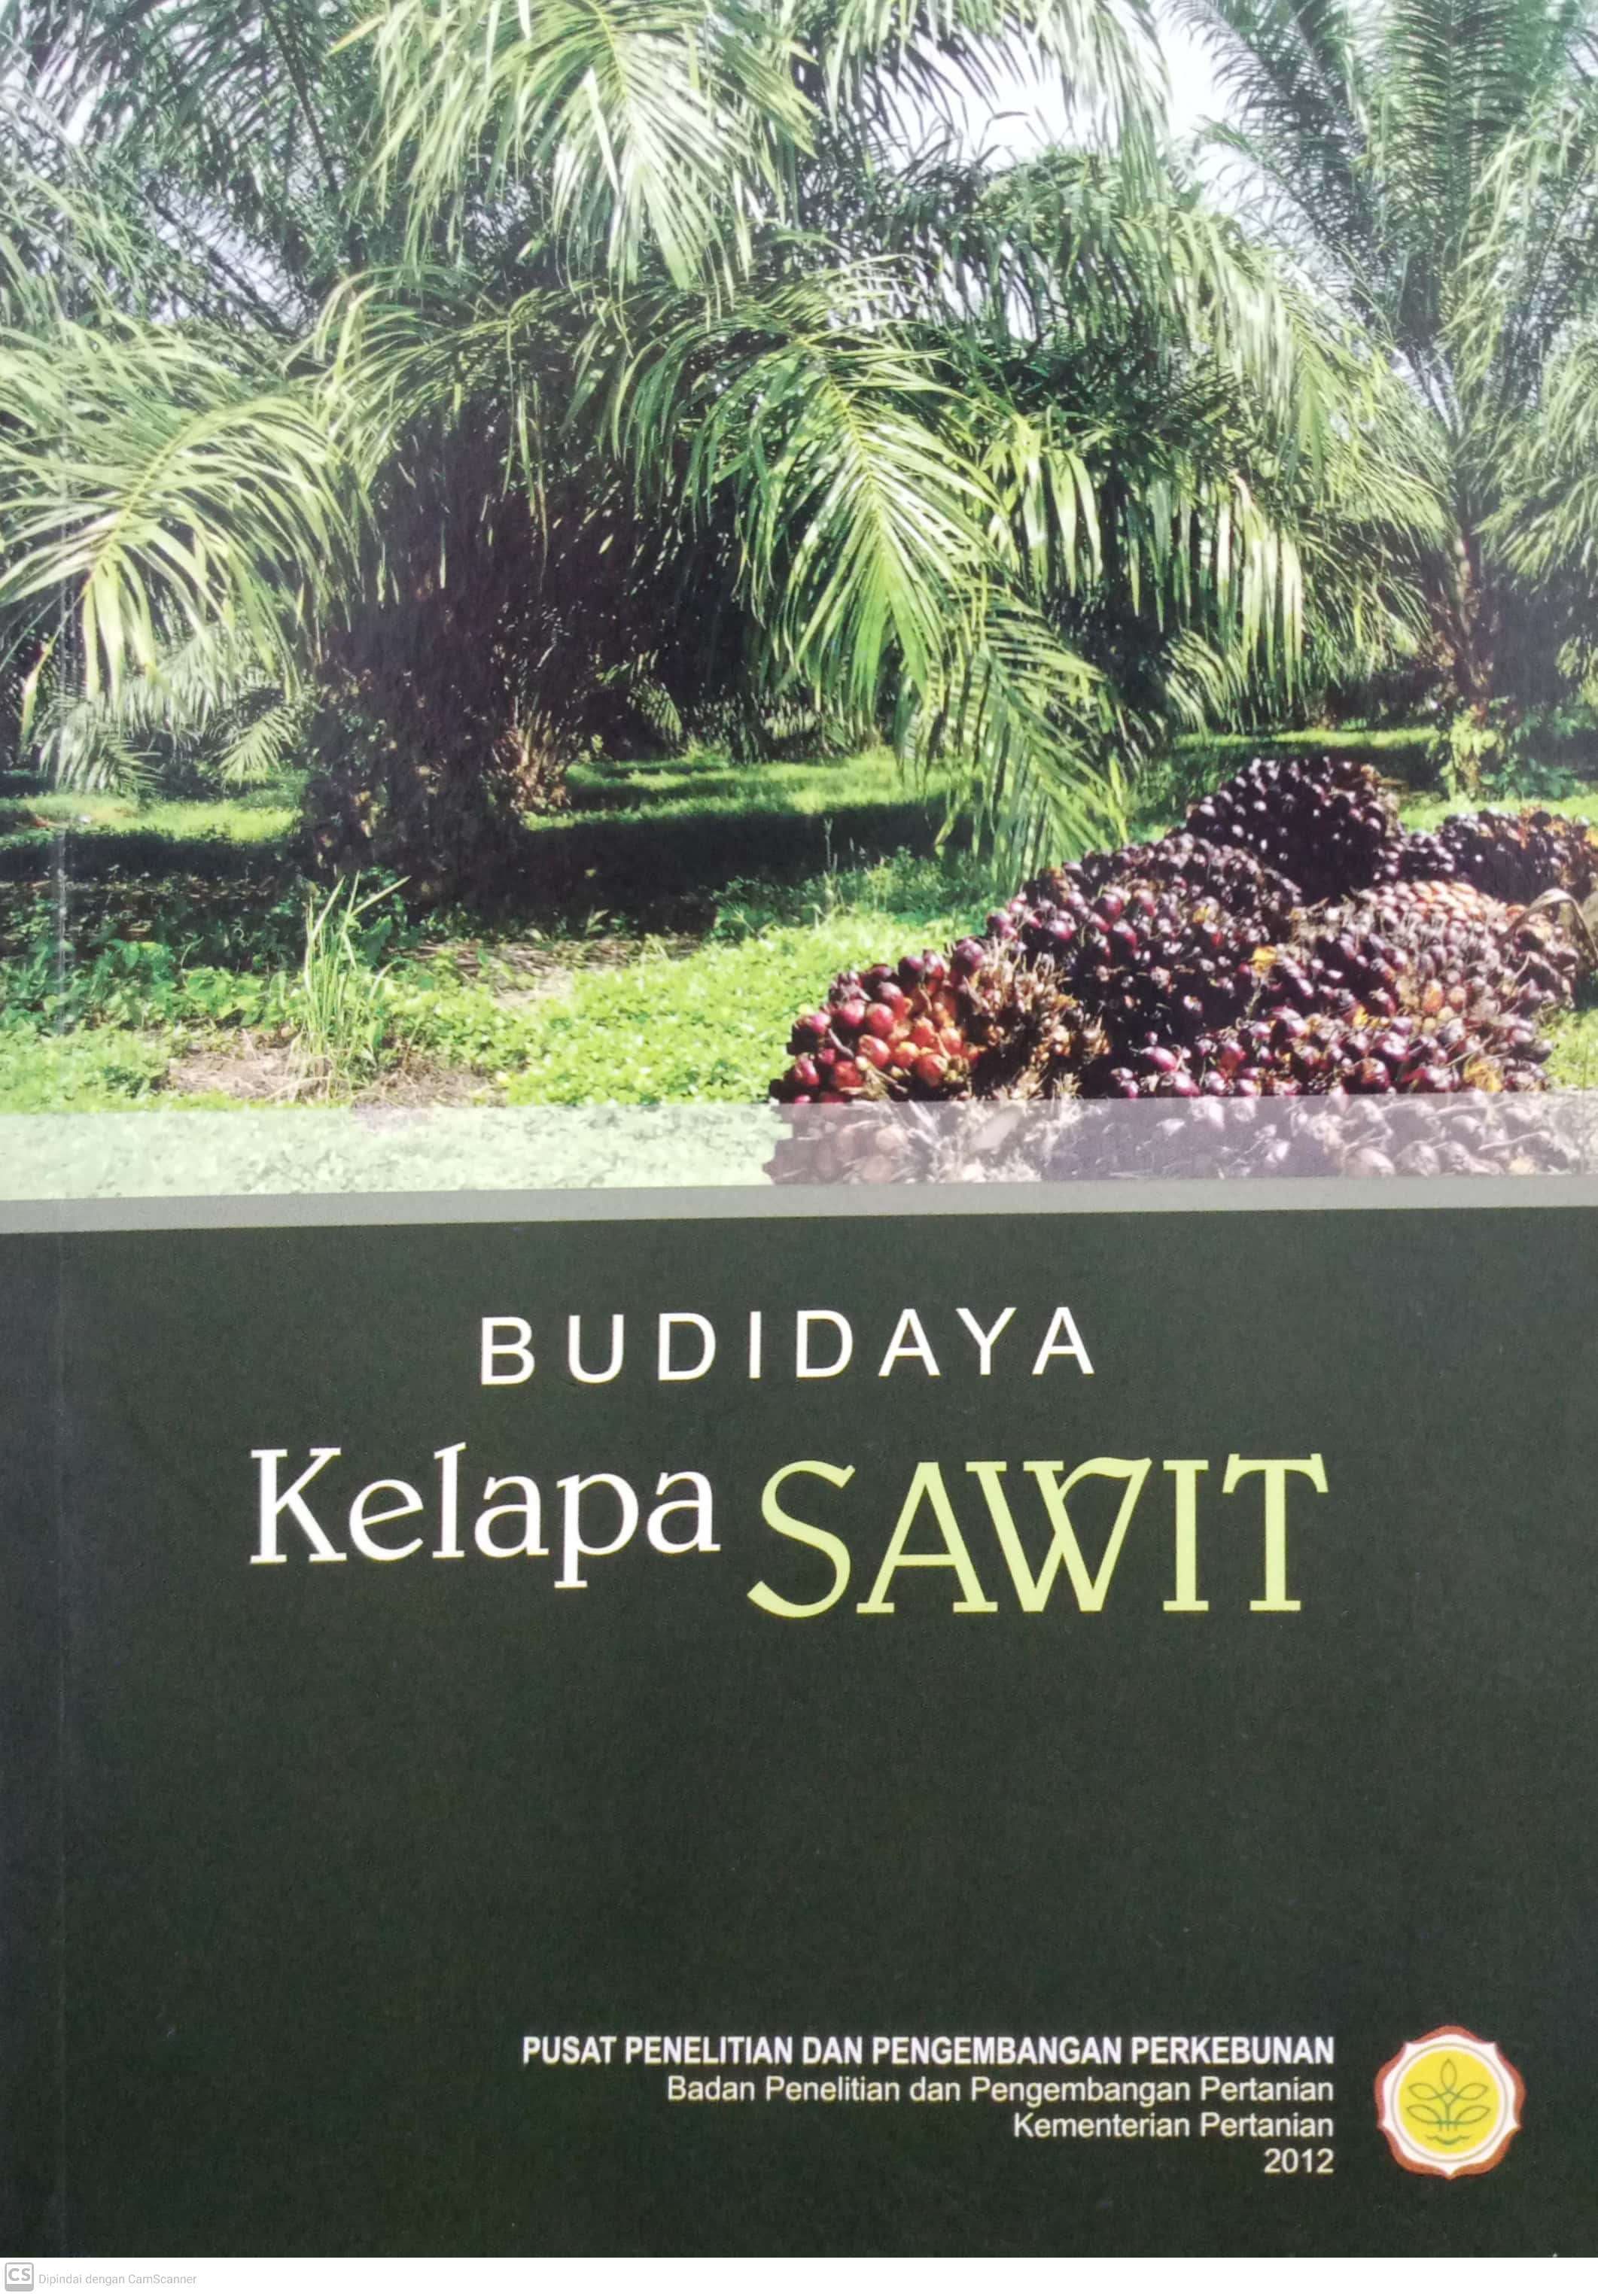 BUDIDAYA
Kelapa SAWIT
PUSAT PENELITIAN DAN PENGEMBANGAN PERKEBUNAN
Badan Penelitian dan Pengembangan Pertanian
Kementerian Pertanian
2012
CS Dipindai dengan CamScanner